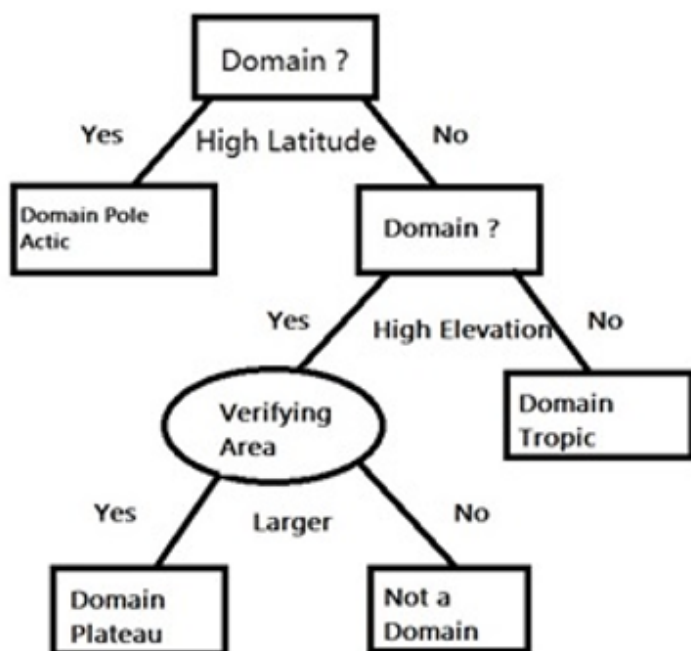 Domain ?
Yes
High Latitude
No
Domain Pole
Actic
Domain ?
Yes
High Elevation
No
Verifying
Area
Domain
Tropic
Yes
Larger
No
Domain
Plateau
Not a
Domain